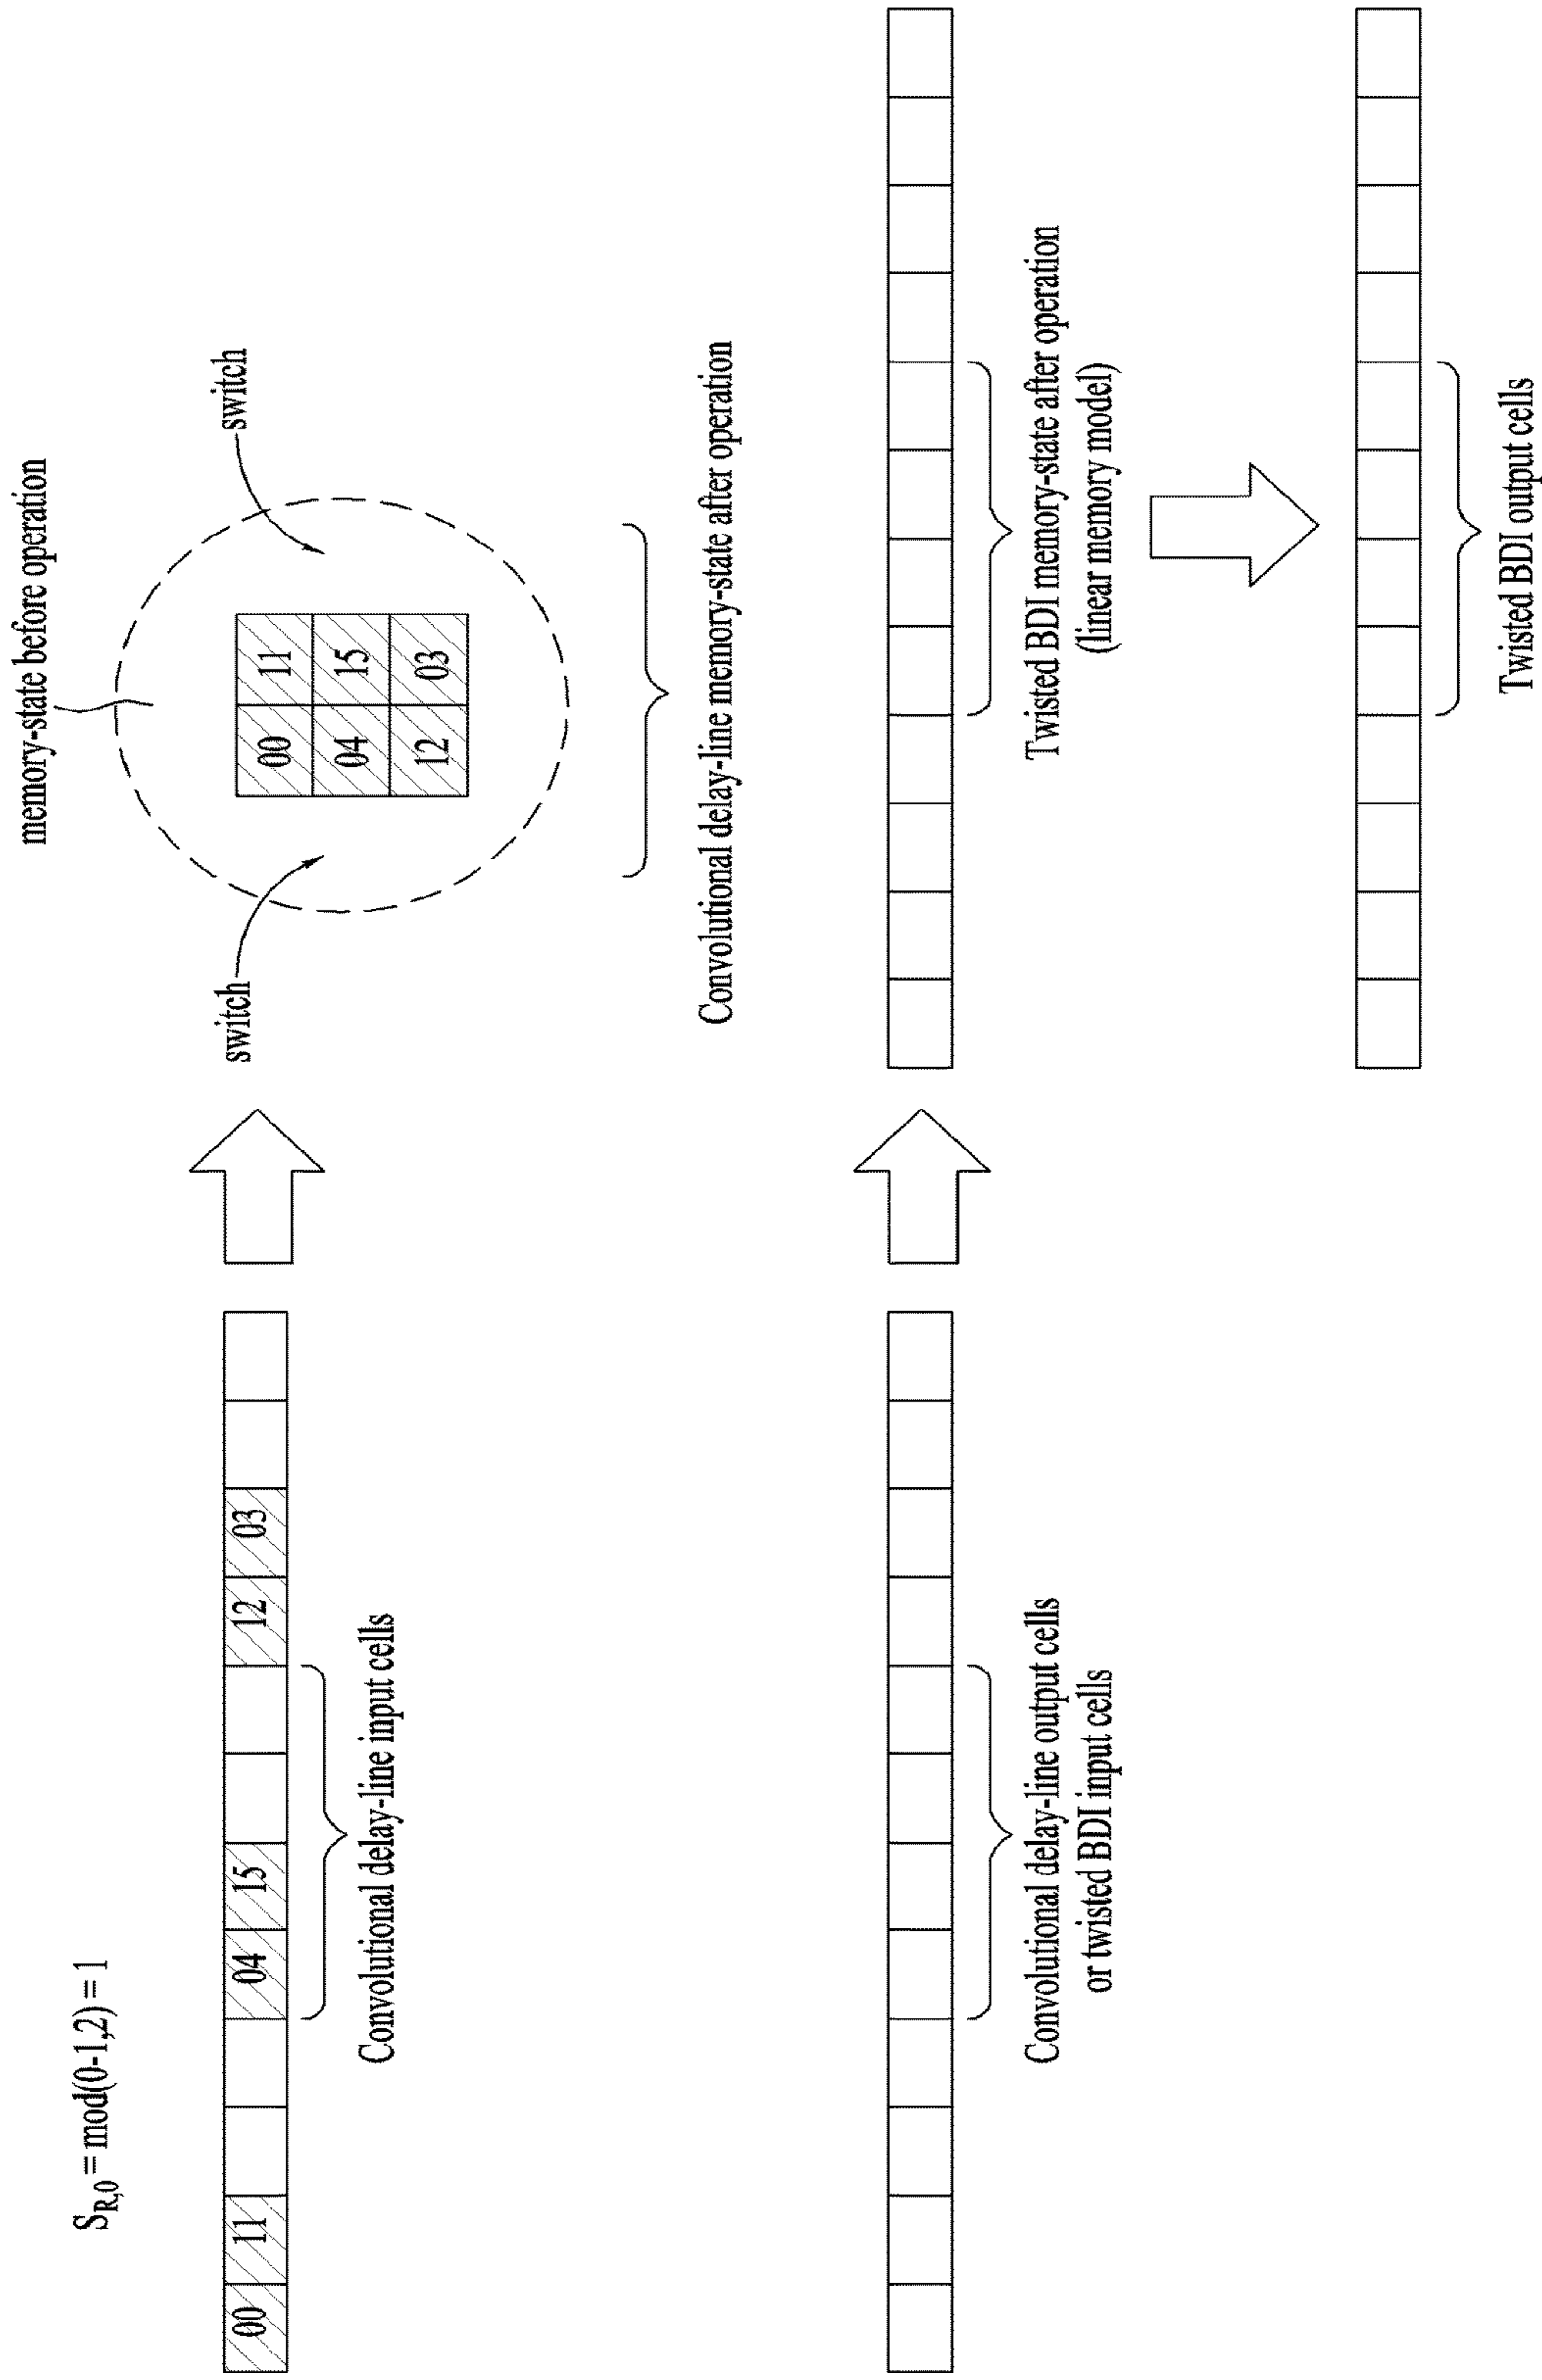 S_R,0 = mod(0-1,2) = 1
00 11 04 15 12 03
Convolutional delay-line input cells
memory-state before operation
switch
switch
00 11
04 15
12 03
Convolutional delay-line memory-state after operation
Convolutional delay-line output cells
or twisted BDI input cells
Twisted BDI memory-state after operation
(linear memory model)
Twisted BDI output cells